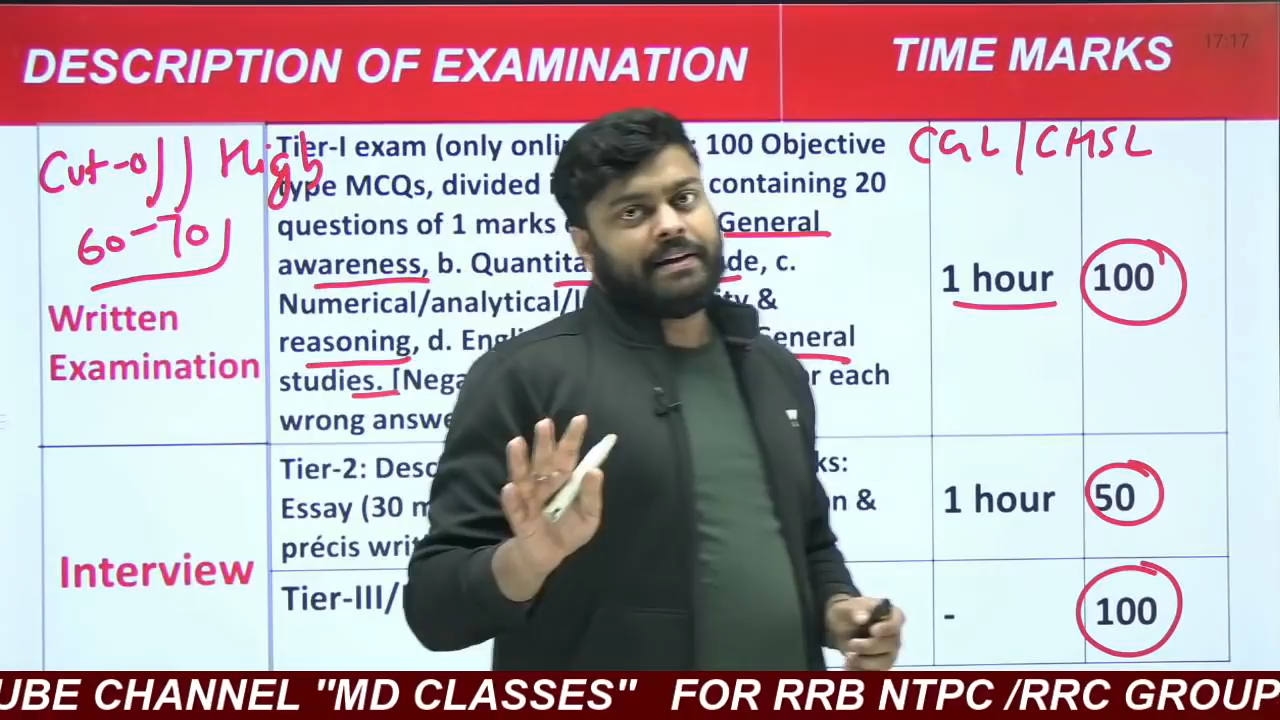 DESCRIPTION OF EXAMINATION
TIME MARKS
17:17
Cut-off High
60-70
Written
Examination
Tier-I exam (only onli : 100 Objective
type MCQs, divided containing 20
questions of 1 marks General
awareness, b. Quantita de, c.
Numerical/analytical/l ty &
reasoning, d. Engl General
studies. [Nega r each
wrong answe
CGL/CHSL
1 hour
100
Interview
Tier-2: Desc ks:
Essay (30 m n &
précis writ
1 hour
50
Tier-III/
-
100
UBE CHANNEL "MD CLASSES" FOR RRB NTPC /RRC GROUP